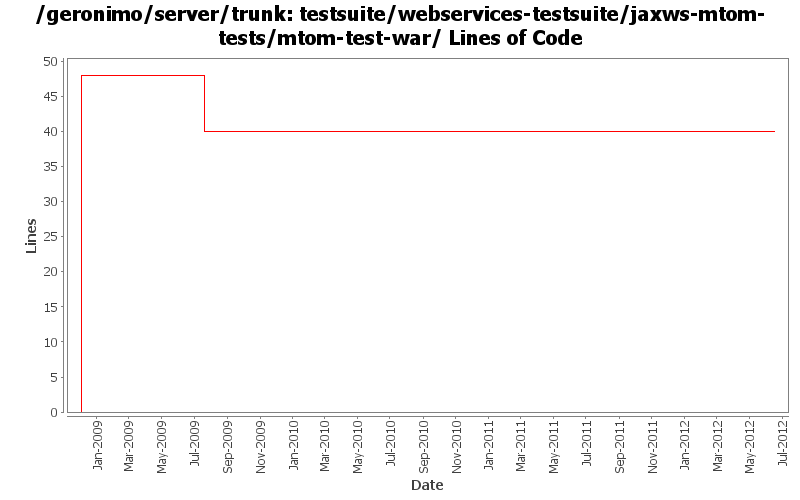 /geronimo/server/trunk: testsuite/webservices-testsuite/jaxws-mtom-
tests/mtom-test-war/ Lines of Code
50
45
40
35
30
25
20
15
10
5
0
Lines
Jan-2009
Mar-2009
May-2009
Jul-2009
Sep-2009
Nov-2009
Jan-2010
Mar-2010
May-2010
Jul-2010
Sep-2010
Nov-2010
Jan-2011
Mar-2011
May-2011
Jul-2011
Sep-2011
Nov-2011
Jan-2012
Mar-2012
May-2012
Jul-2012
Date